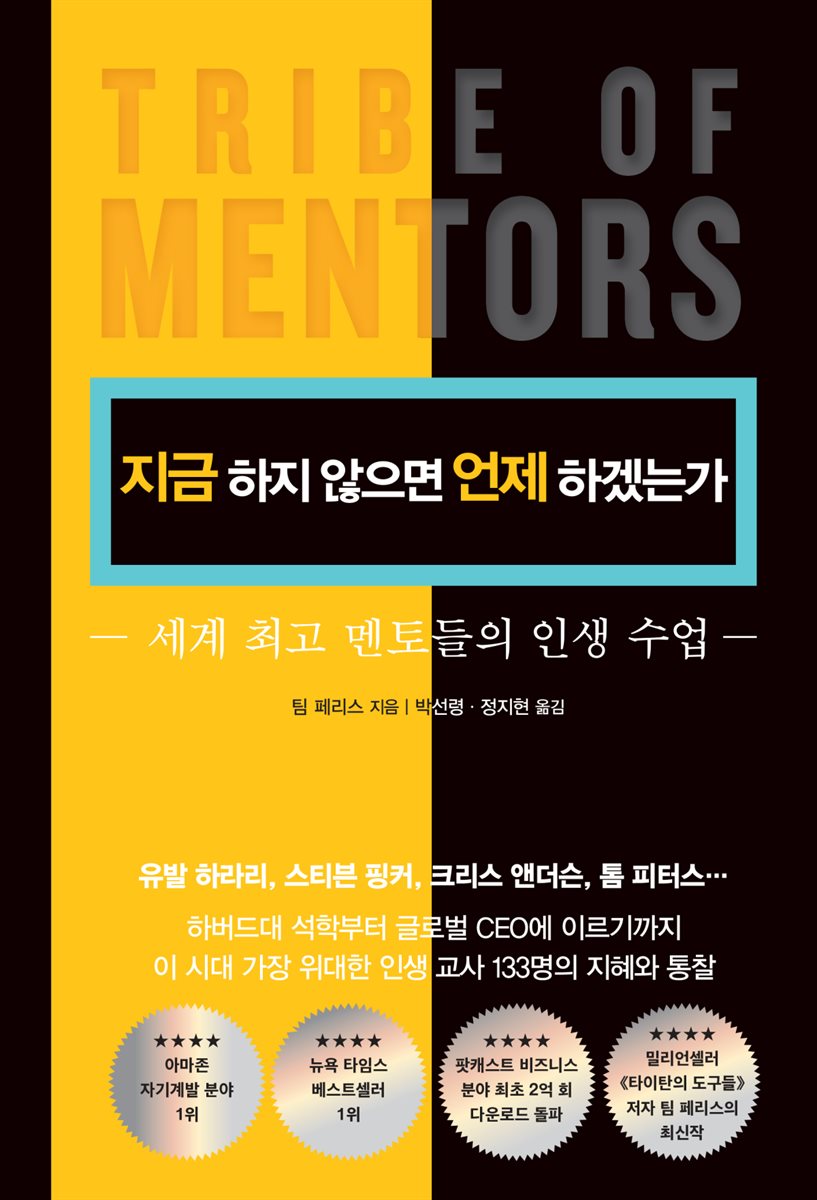 TRIBE OF
MENTORS
지금 하지 않으면 언제 하겠는가
— 세계 최고 멘토들의 인생 수업 —
팀 페리스 지음 | 박선령 · 정지현 옮김
유발 하라리, 스티븐 핑커, 크리스 앤더슨, 톰 피터스…
하버드대 석학부터 글로벌 CEO에 이르기까지
이 시대 가장 위대한 인생 교사 133명의 지혜와 통찰
★★★★
아마존
자기계발 분야
1위
★★★★
뉴욕 타임스
베스트셀러
1위
★★★★
팟캐스트 비즈니스
분야 최초 2억 회
다운로드 돌파
★★★★
밀리언셀러
《타이탄의 도구들》
저자 팀 페리스의
최신작